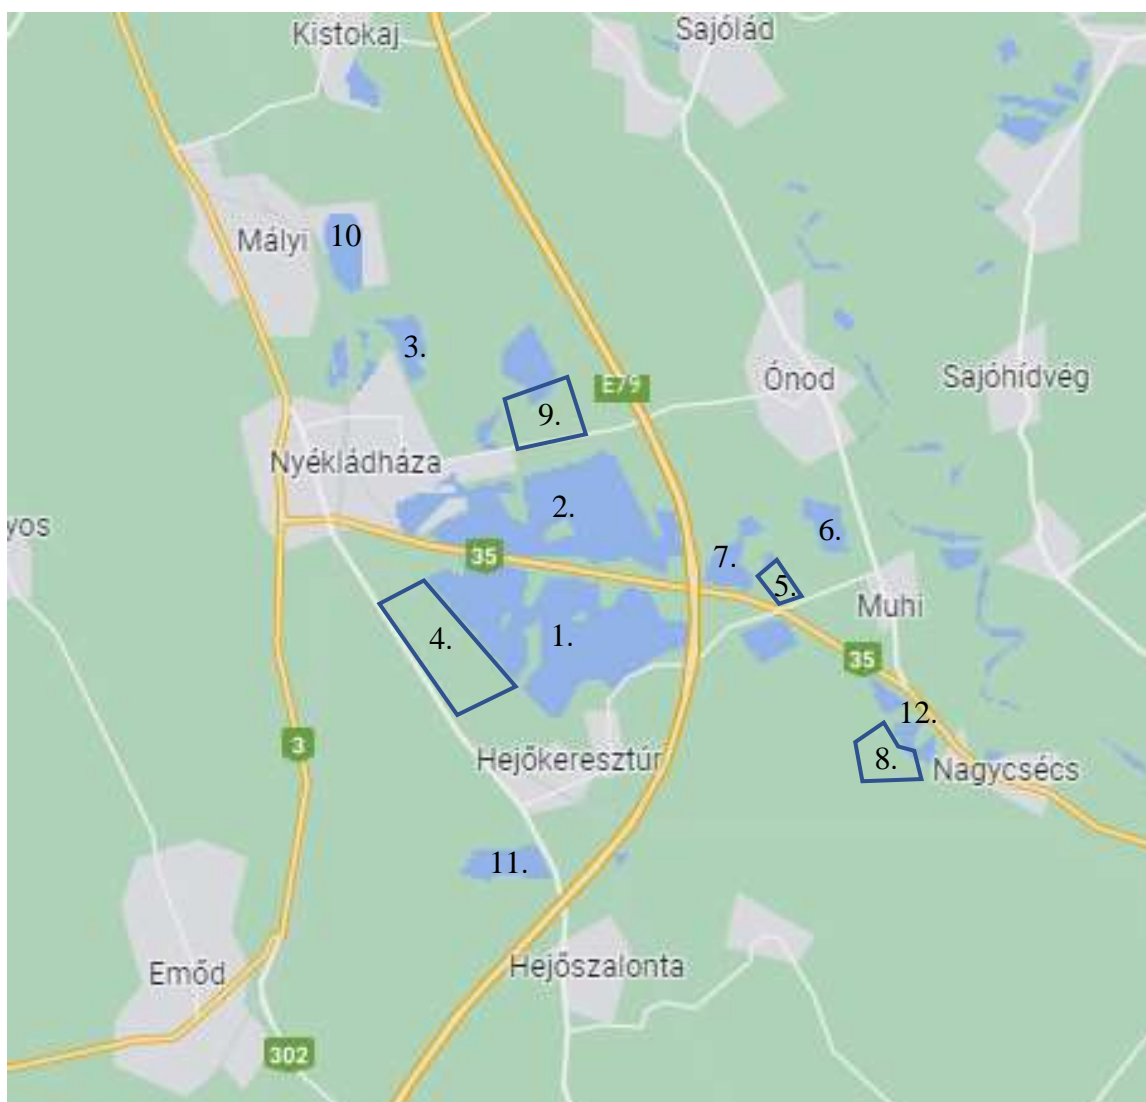 Kistokaj
Sajólád
Mályi
10
3.
E79
Ónod
Sajóhídvég
9.
Nyékládháza
2.
yos
35
7.
6.
5.
Muhi
4.
1.
35
12.
3
Hejőkeresztúr
8.
Nagycsécs
11.
Emőd
Hejőszalonta
302